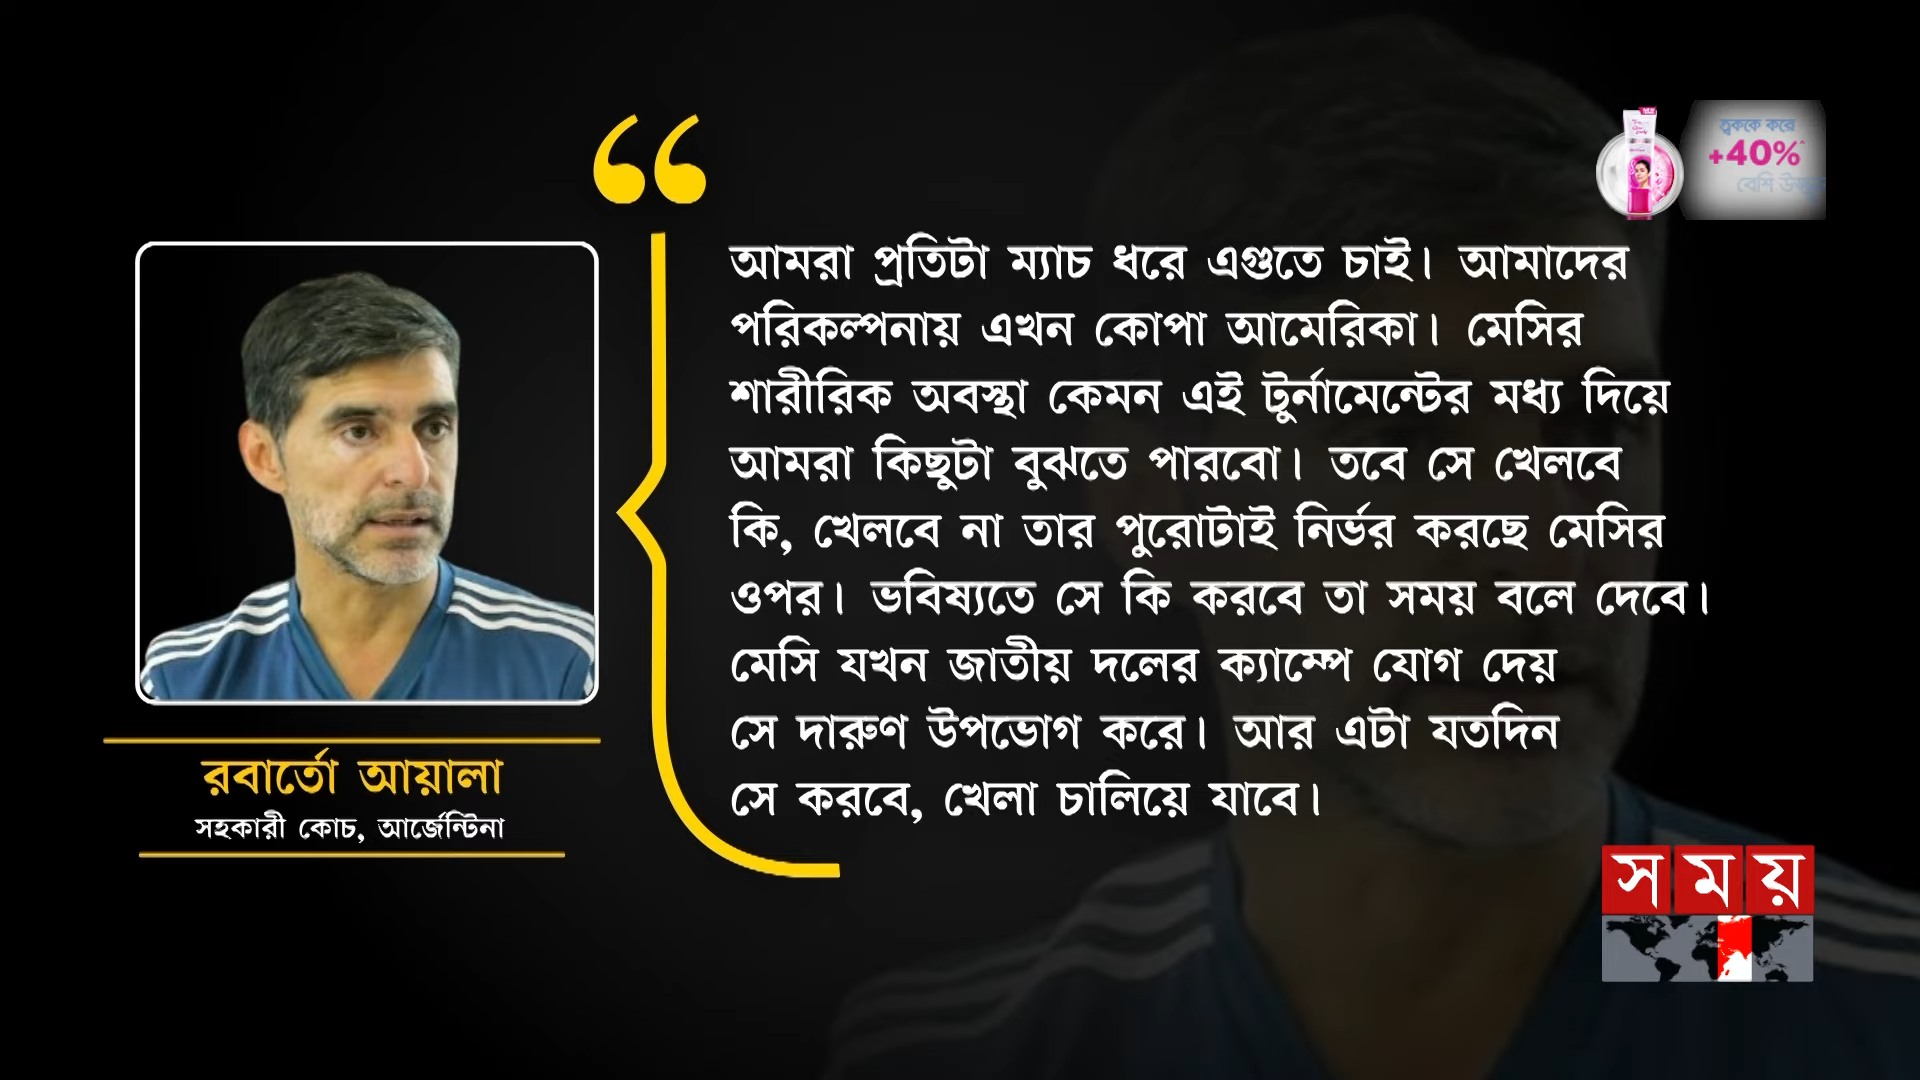 আমরা প্রতিটা ম্যাচ ধরে এগুতে চাই। আমাদের
পরিকল্পনায় এখন কোপা আমেরিকা। মেসির
শারীরিক অবস্থা কেমন এই টুর্নামেন্টের মধ্য দিয়ে
আমরা কিছুটা বুঝতে পারবো। তবে সে খেলবে
কি, খেলবে না তার পুরোটাই নির্ভর করছে মেসির
ওপর। ভবিষ্যতে সে কি করবে তা সময় বলে দেবে।
মেসি যখন জাতীয় দলের ক্যাম্পে যোগ দেয়
সে দারুণ উপভোগ করে। আর এটা যতদিন
সে করবে, খেলা চালিয়ে যাবে।
রবার্তো আয়ালা
সহকারী কোচ, আর্জেন্টিনা
ত্বককে করে
+40%
বেশি
সময়